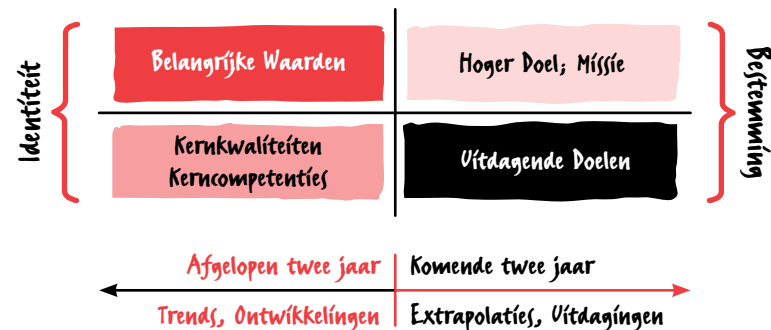 Identiteit
Belangrijke Waarden
Hoger Doel; Missie
Bestemming
Kernkwaliteiten
Kerncompetenties
Uitdagende Doelen
Afgelopen twee jaar
Komende twee jaar
Trends, Ontwikkelingen
Extrapolaties, Uitdagingen